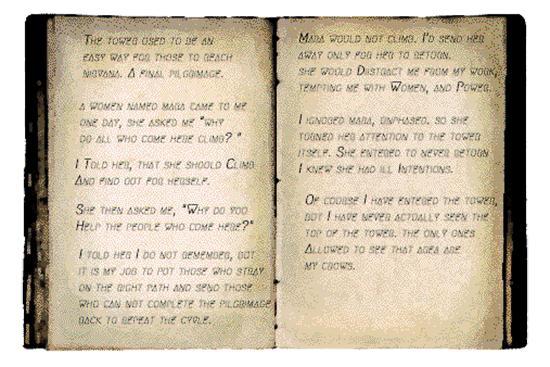 The tower used to be an
easy way for those to reach
nirvana. A final pilgrimage.
a women named mara came to me
one day, she asked me "why
do all who come here climb? "
I Told her, that she should Climb
And find out for herself.
She then asked me, "Why do you
Help the people who come here?"
I told her I do not remember, but
it is my job to put those who stray
on the right path and send those
who can not complete the pilgrimage
back to repeat the cycle.
Mara would not climb. I'd send her
away only for her to return.
she would Distract me from my work,
tempting me with Women, and Power.
I ignored mara, unphased. so she
turned her attention to the tower
itself. She entered to never return
I knew she had ill Intentions.
Of course I have entered the tower,
but I have never actually seen the
top of the tower. the only ones
Allowed to see that area are
my crows.